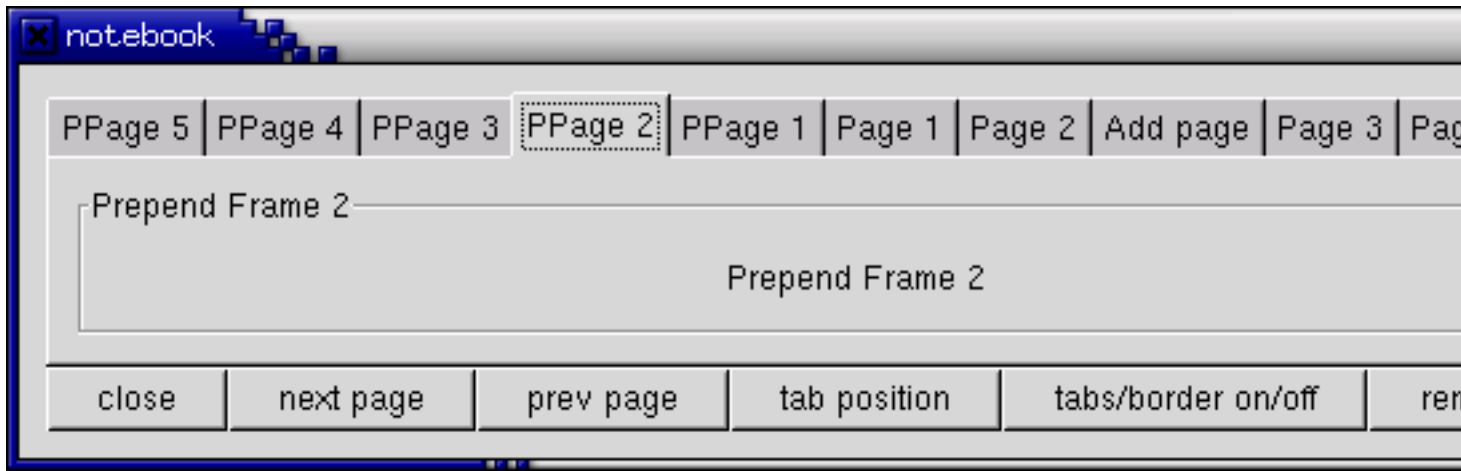 notebook
PPage 5 PPage 4 PPage 3 PPage 2 PPage 1 Page 1 Page 2 Add page Page 3
Prepend Frame 2
Prepend Frame 2
close next page prev page tab position tabs/border on/off